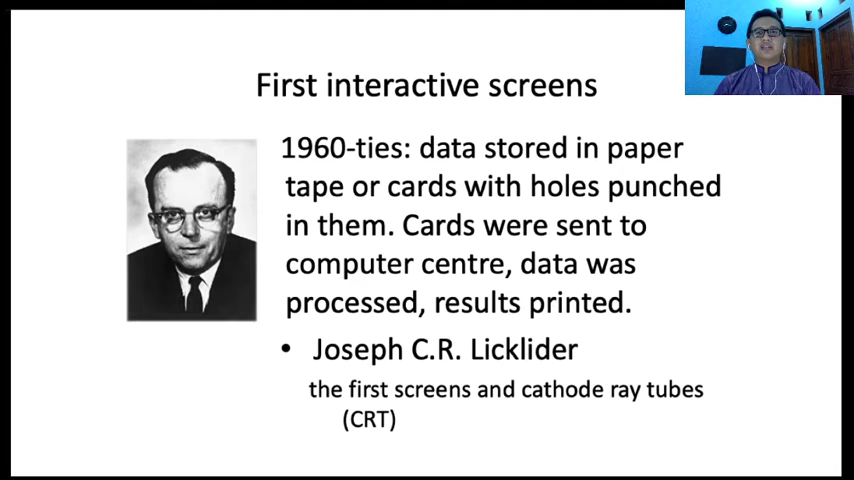 First interactive screens
1960-ties: data stored in paper
tape or cards with holes punched
in them. Cards were sent to
computer centre, data was
processed, results printed.
• Joseph C.R. Licklider
the first screens and cathode ray tubes
(CRT)